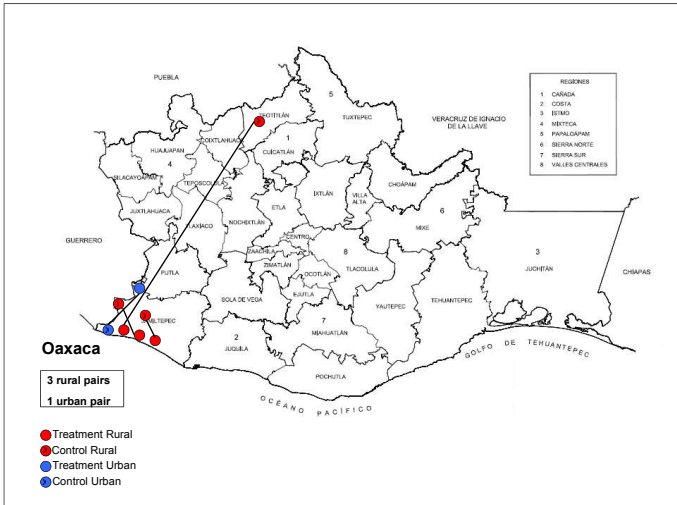 PUEBLA
VERACRUZ DE IGNACIO
DE LA LLAVE
REGIONES
1 CAÑADA
2 COSTA
3 ISTMO
4 MIXTECA
5 PAPALOÁPAM
6 SIERRA NORTE
7 SIERRA SUR
8 VALLES CENTRALES
5
TUXTEPEC
TEOTITLÁN
1
CUICATLÁN
COIXTLAHUACA
HUAJUAPAN
4
SILACAYOÁPAM
TEPOSCOLULA
CHOÁPAM
IXTLÁN
VILLA
ALTA
ETLA
JUXTLAHUACA
TLAXIACO
NOCHIXTLÁN
6
MIXE
GUERRERO
CENTRO
ZAACHILA
ZIMATLÁN
8
TLACOLULA
3
JUCHITÁN
CHIAPAS
PUTLA
OCOTLÁN
EJUTLA
SOLA DE VEGA
YAUTEPEC
TEHUANTEPEC
7
MIAHUATLÁN
2
JUQUILA
POCHUTLA
GOLFO DE TEHUANTEPEC
OCÉANO PACÍFICO
Oaxaca
3 rural pairs
1 urban pair
Treatment Rural
Control Rural
Treatment Urban
Control Urban